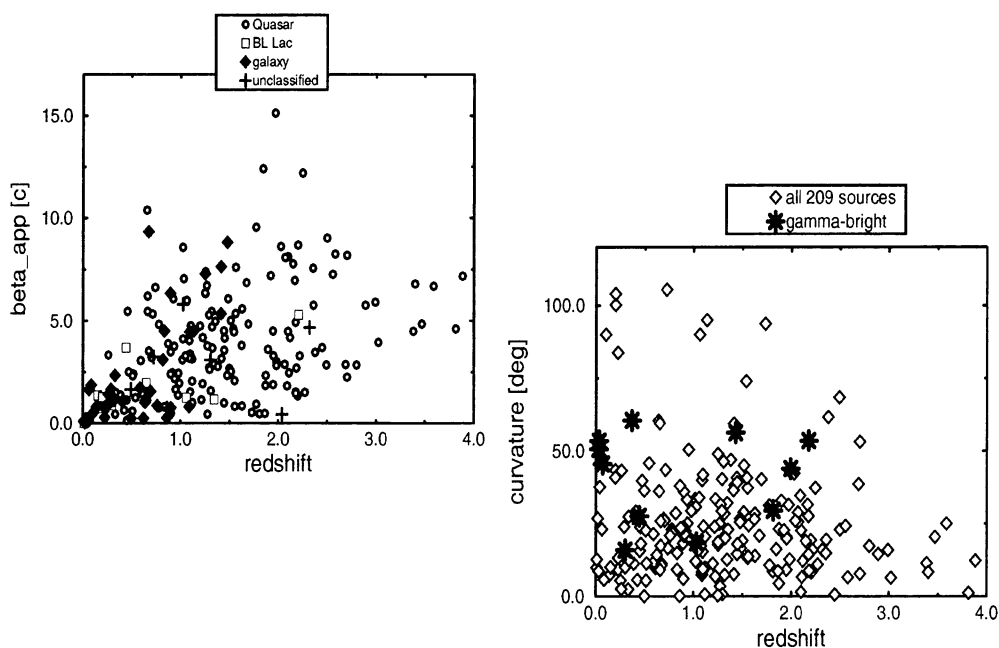 Quasar
BL Lac
galaxy
unclassified
15.0
10.0
5.0
0.0
beta_app [c]
0.0 1.0 2.0 3.0 4.0
redshift
all 209 sources
gamma-bright
100.0
50.0
0.0
curvature [deg]
0.0 1.0 2.0 3.0 4.0
redshift